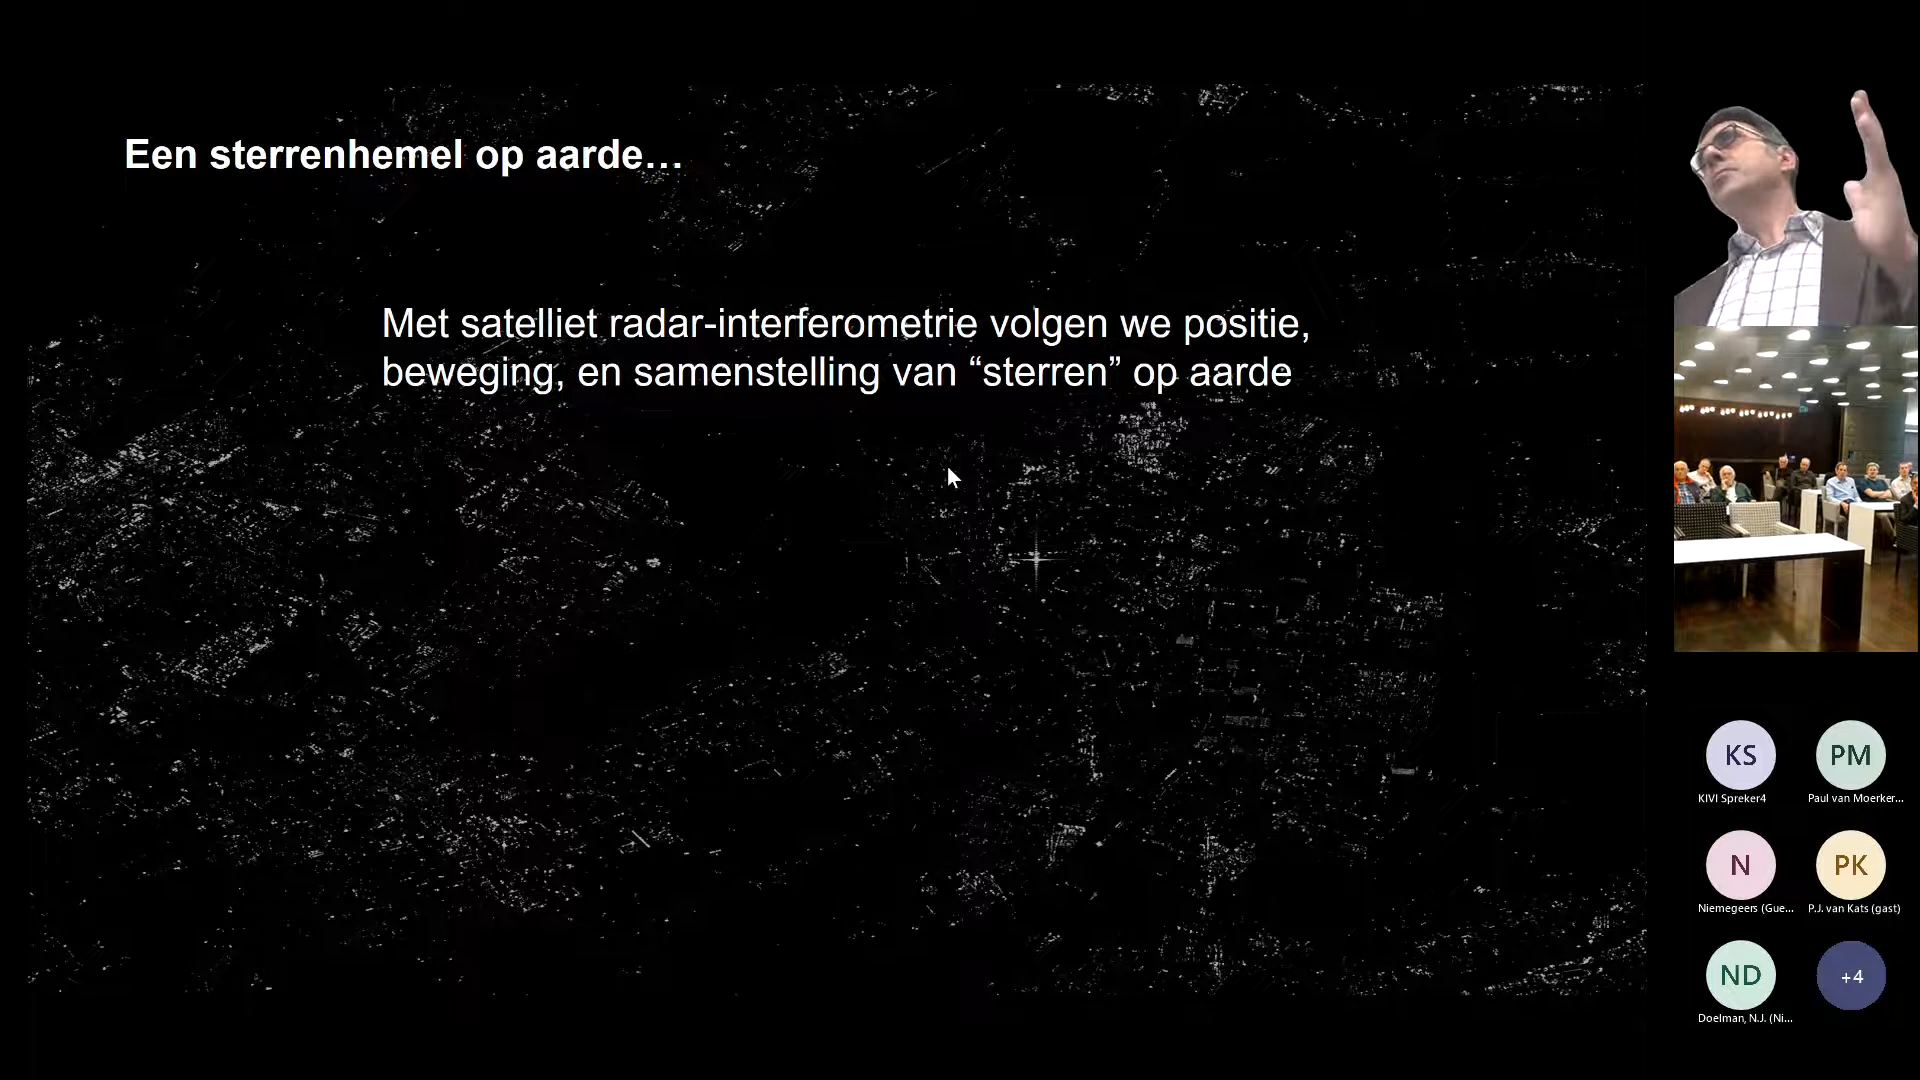 Een sterrenhemel op aarde...
Met satelliet radar-interferometrie volgen we positie,
beweging, en samenstelling van “sterren” op aarde
KS
PM
KIVI Spreker4
Paul van Moerker...
N
PK
Niemegeers (Gue...
P.J. van Kats (gast)
ND
+4
Doelman, N.J. (Ni...